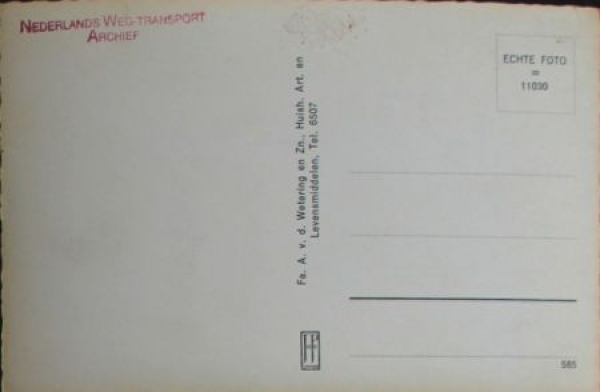 NEDERLANDS WEG-TRANSPORT
ARCHIEF
Fa. A. v. d. Wetering en Zn., Huish. Art. en
Levensmiddelen, Tel. 6507
ECHTE FOTO
=
11030
H
565